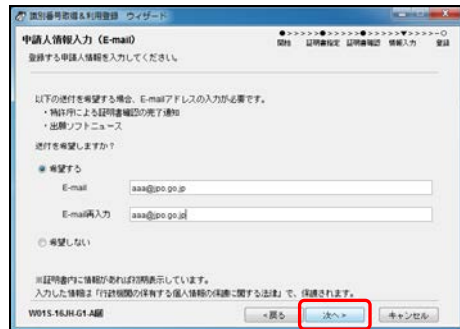 識別番号取得&利用登録 ウィザード
申請人情報入力 (E-mail)
登録する申請人情報を入力してください。
●>>>>>●>>>>>●>>>>>▼>>>>>-○
開始 証明書設定 証明書確認 情報入力 登録
以下の送付を希望する場合、E-mailアドレスの入力が必要です。
・特許庁による証明書確認の完了通知
・出願ソフトニュース
送付を希望しますか?
希望する
E-mail aaa@jpo.go.jp
E-mail再入力 aaa@jpo.go.jp
希望しない
※証明書内に情報があれば初期表示しています。
入力した情報は「行政機関の保有する個人情報の保護に関する法律」で、保護されます。
W01S-16JH-G1-A願
<戻る 次へ> キャンセル